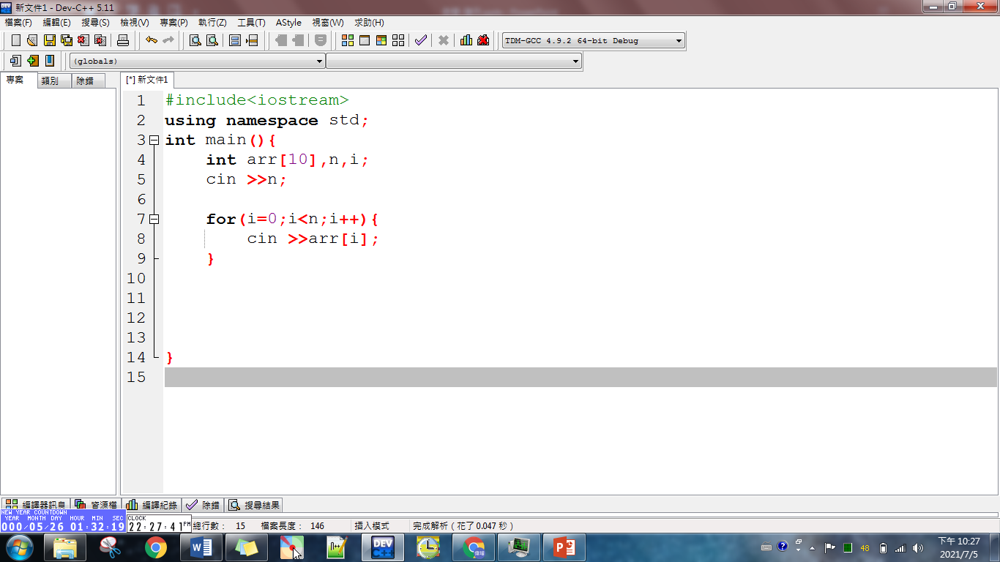 新文件1 - Dev-C++ 5.11
檔案(F) 編輯(E) 搜尋(S) 檢視(V) 專案(P) 執行(Z) 工具(T) AStyle 視窗(W) 求助(H)
TDM-GCC 4.9.2 64-bit Debug
(globals)
專案 類別 除錯
[*] 新文件1
1 #include<iostream>
2 using namespace std;
3 int main(){
4 int arr[10],n,i;
5 cin >>n;
6
7 for(i=0;i<n;i++){
8 cin >>arr[i];
9 }
10
11
12
13
14 }
15
編譯器訊息 資源檔 編譯紀錄 除錯 搜尋結果
NEW YEAR COUNTDOWN
YEAR MONTH DAY HOUR MIN SEC
000/05/26 01:32:19
CLOCK
22:27:41 PM
總行數： 15 檔案長度： 146 插入模式 完成解析（花了 0.047 秒）
DEV C++
48
下午 10:27
2021/7/5